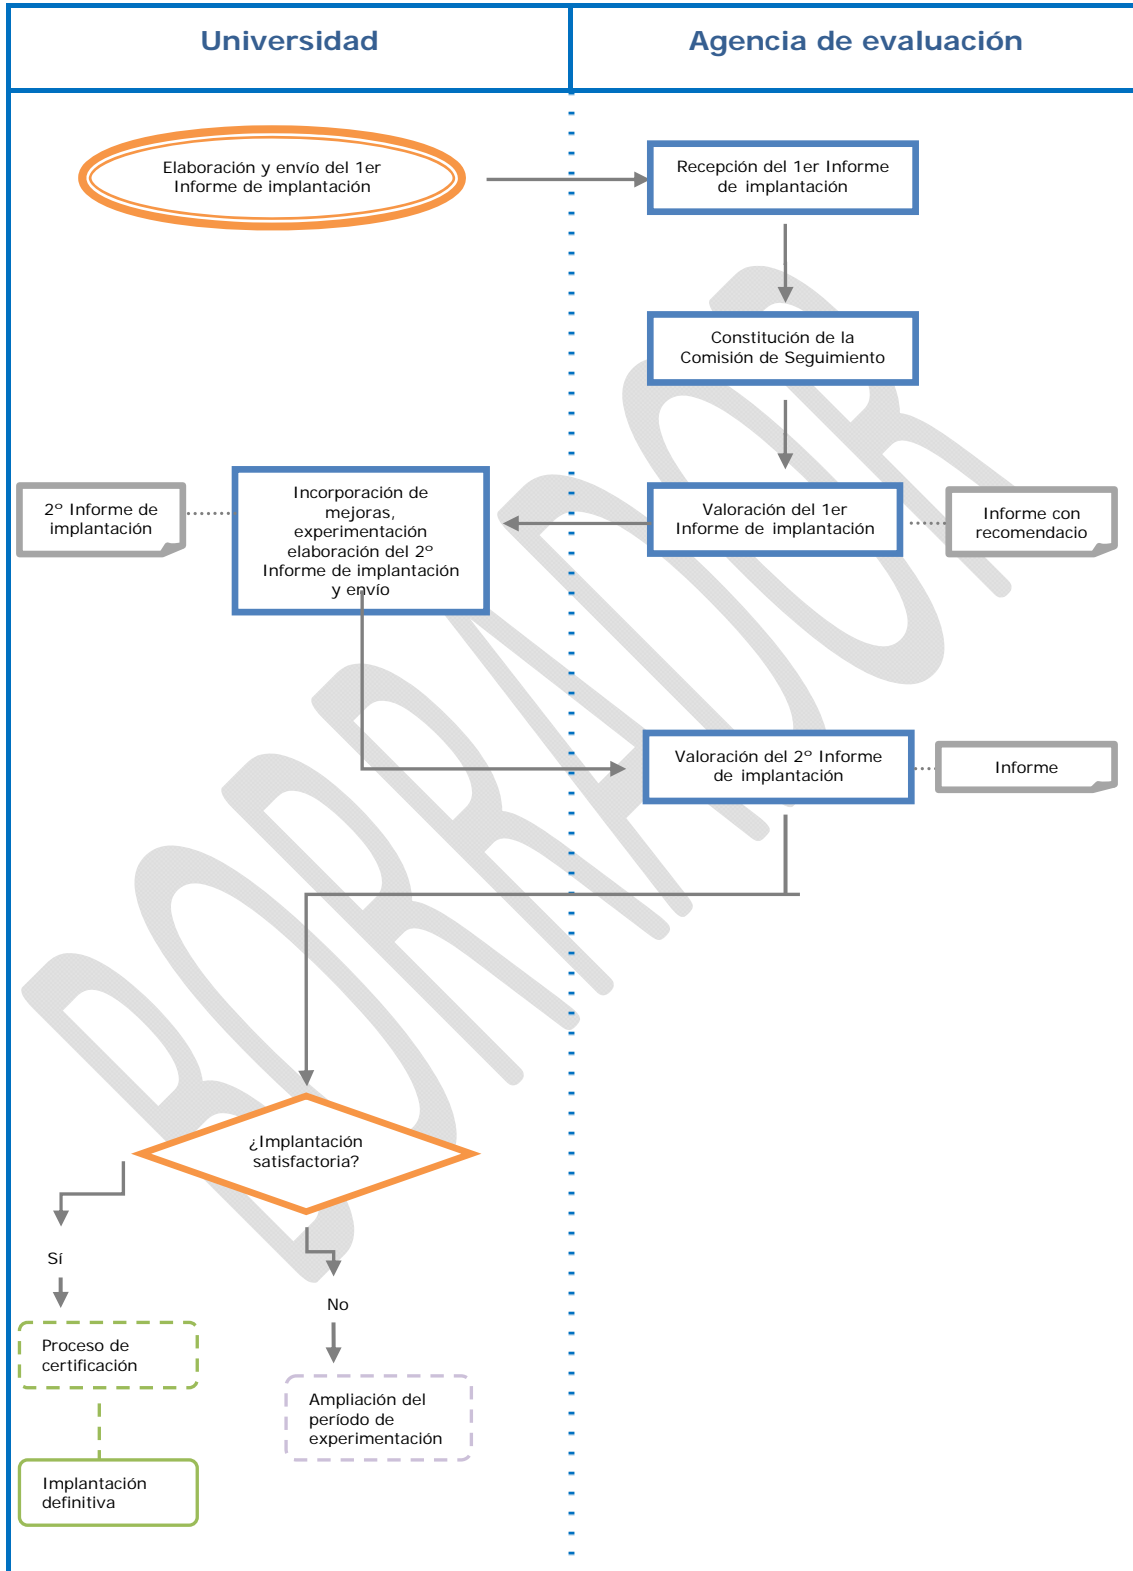 Universidad
Agencia de evaluación
Elaboración y envío del 1er
Informe de implantación
Recepción del 1er Informe
de implantación
Constitución de la
Comisión de Seguimiento
2º Informe de
implantación
Incorporación de
mejoras,
experimentación
elaboración del 2º
Informe de implantación
y envío
Valoración del 1er
Informe de implantación
Informe con
recomendacio
Valoración del 2º Informe
de implantación
Informe
¿Implantación
satisfactoria?
Sí
No
Proceso de
certificación
Ampliación del
período de
experimentación
Implantación
definitiva
BORRADOR